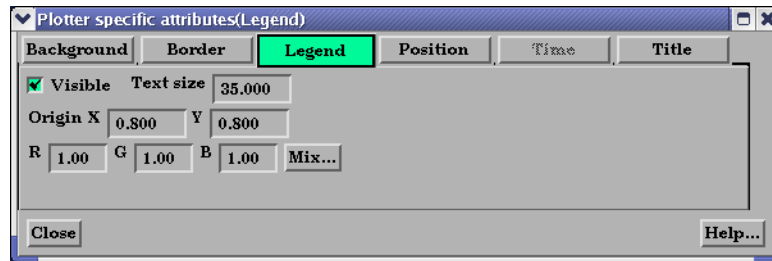 Plotter specific attributes(Legend)
Background Border Legend Position Time Title
Visible Text size 35.000
Origin X 0.800 Y 0.800
R 1.00 G 1.00 B 1.00 Mix...
Close Help...